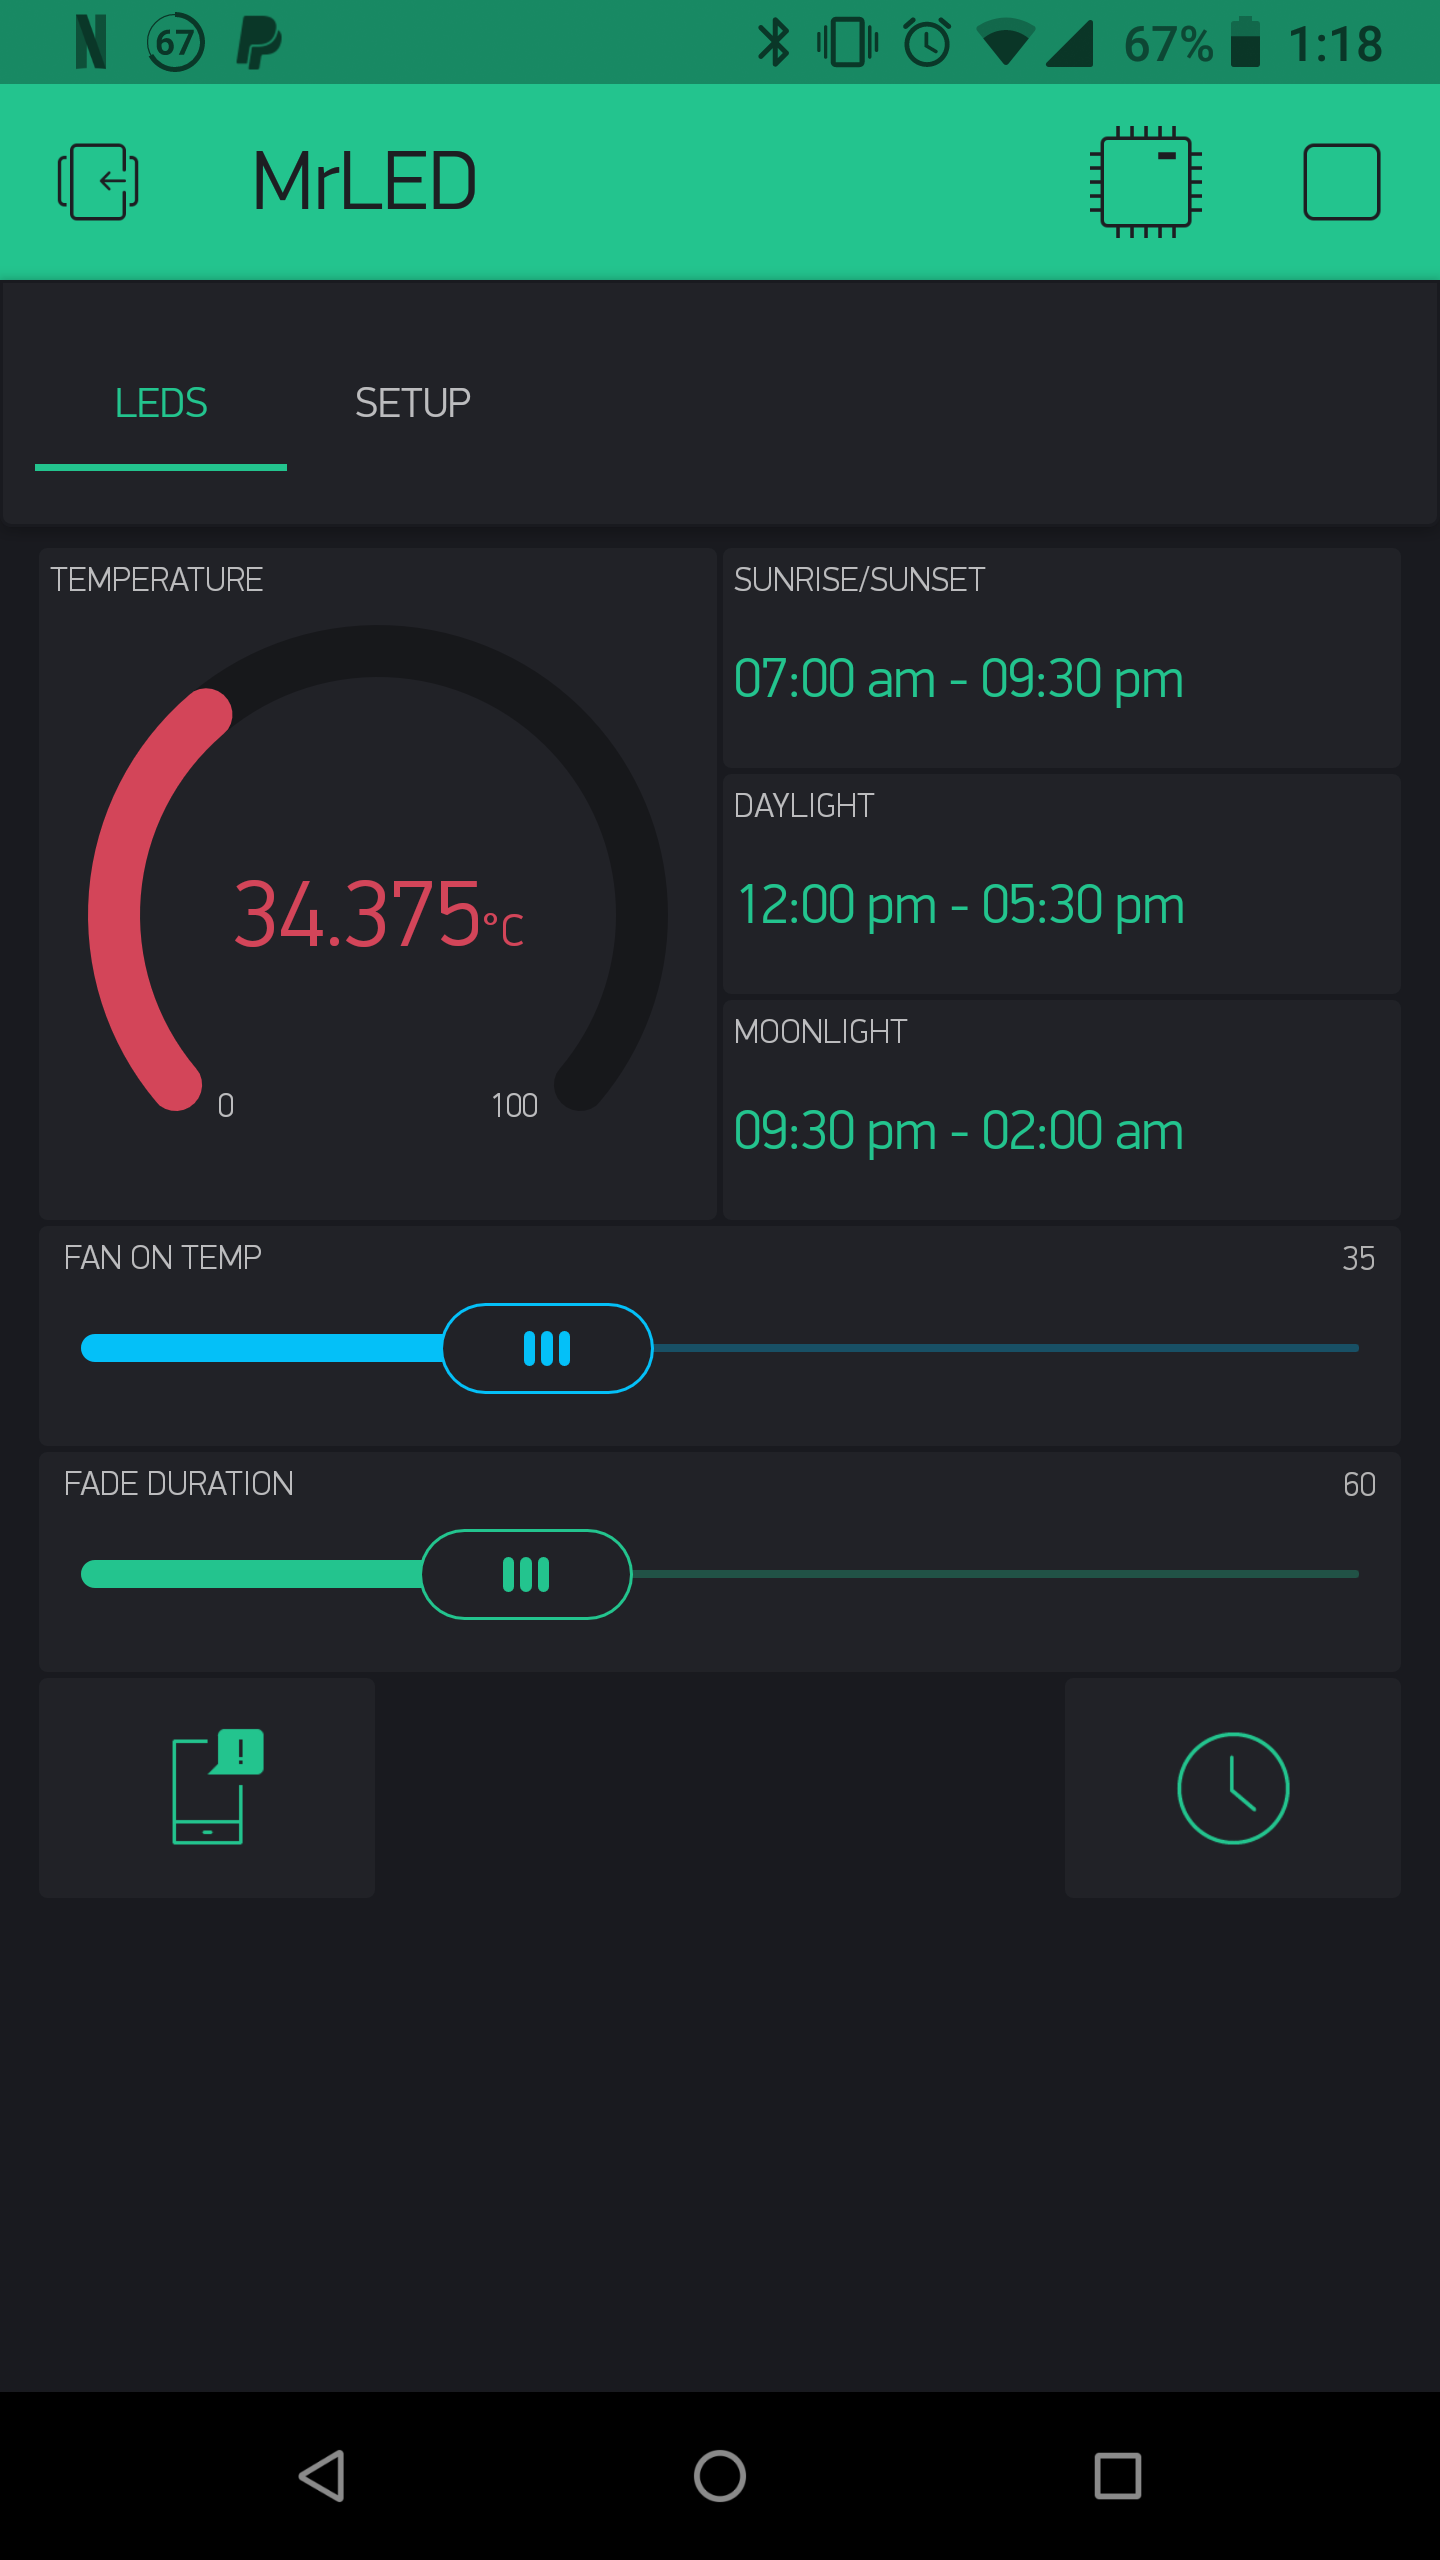 67 67% 1:18
MrLED
LEDS SETUP
TEMPERATURE
34.375°C
0 100
SUNRISE/SUNSET
07:00 am - 09:30 pm
DAYLIGHT
12:00 pm - 05:30 pm
MOONLIGHT
09:30 pm - 02:00 am
FAN ON TEMP 35
FADE DURATION 60
!